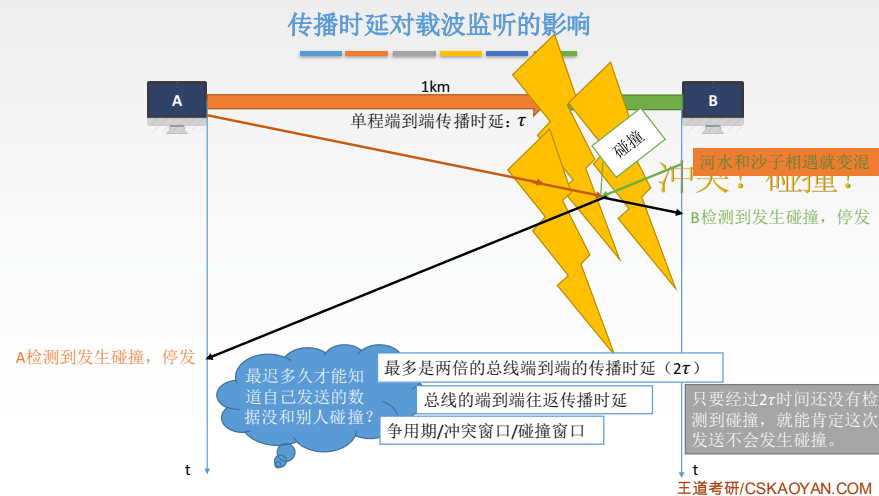 传播时延对载波监听的影响
1km
A
B
单程端到端传播时延：τ
碰撞
河水和沙子相遇就变混
冲突！碰撞！
B检测到发生碰撞，停发
A检测到发生碰撞，停发
最迟多久才能知
道自己发送的数
据没和别人碰撞？
最多是两倍的总线端到端的传播时延（2τ）
总线的端到端往返传播时延
争用期/冲突窗口/碰撞窗口
只要经过2τ时间还没有检
测到碰撞，就能肯定这次
发送不会发生碰撞。
t
t
王道考研/CSKAOYAN.COM